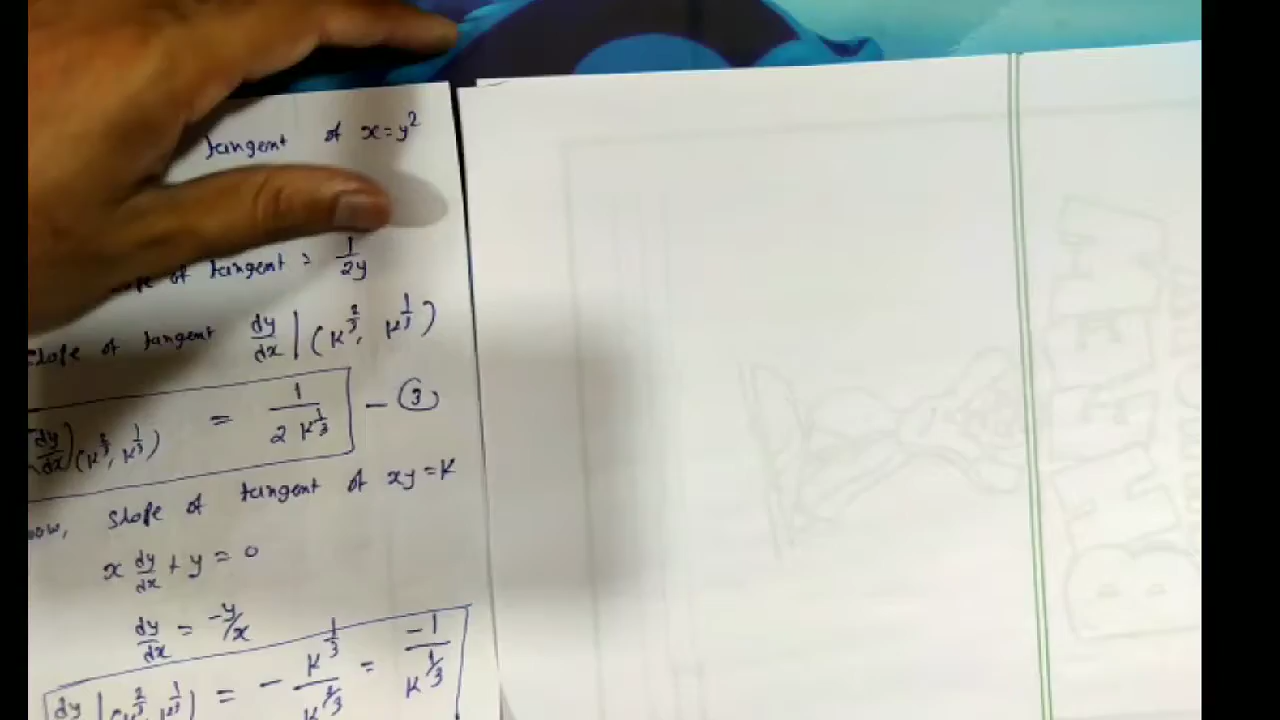 tangent of x=y²
slope of tangent = 1/2y
slope of tangent dy/dx | (K^2/3, K^1/3)
dy/dx) (K^2/3, K^1/3) = 1/(2 K^1/3) - ③
now, slope of tangent of xy=K
x dy/dx + y = 0
dy/dx = -y/x
dy/dx | (K^2/3, K^1/3) = - K^1/3 / K^2/3 = -1/K^1/3